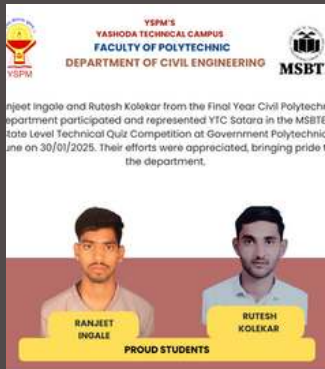 YSPM'S
YASHODA TECHNICAL CAMPUS
FACULTY OF POLYTECHNIC
DEPARTMENT OF CIVIL ENGINEERING
YSPM
MSBT
njeet Ingole and Rutesh Kolekar from the Final Year Civil Polytechn
epartment participated and represented YTC Satara in the MSBTE
State Level Technical Quiz Competition at Government Polytechnic
une on 30/01/2025. Their efforts were appreciated, bringing pride t
the department.
RANJEET
INGALE
RUTESH
KOLEKAR
PROUD STUDENTS